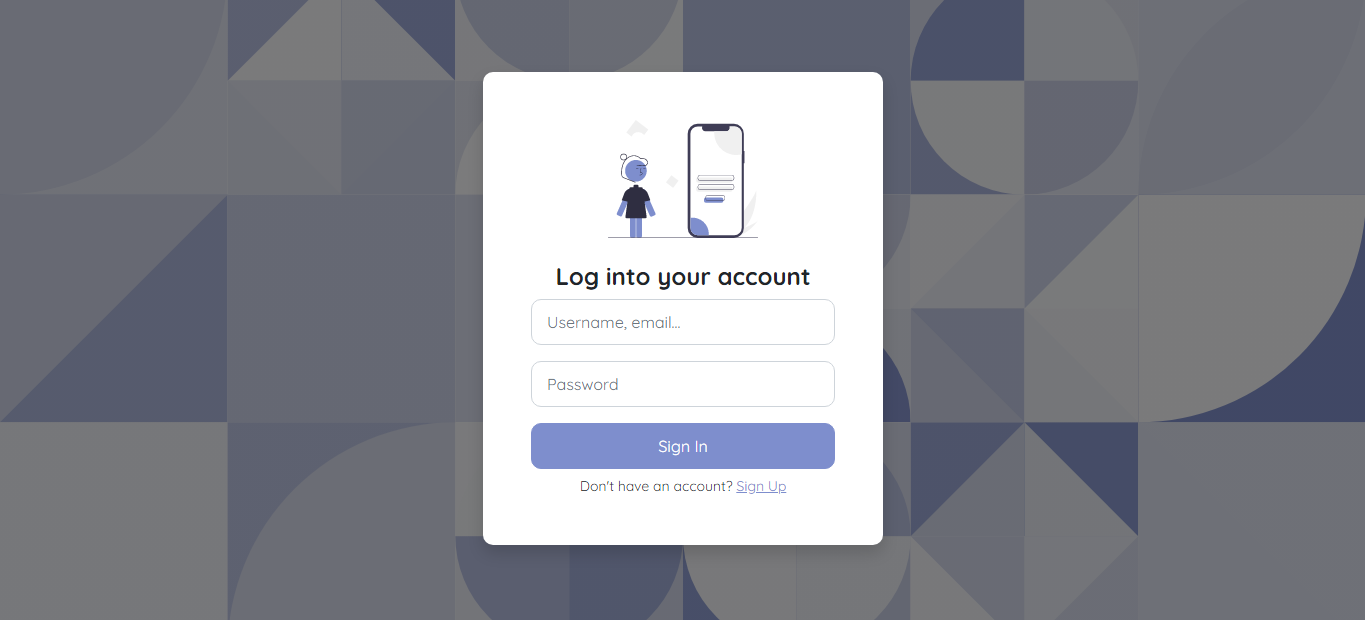 Log into your account
Username, email...
Password
Sign In
Don't have an account? Sign Up